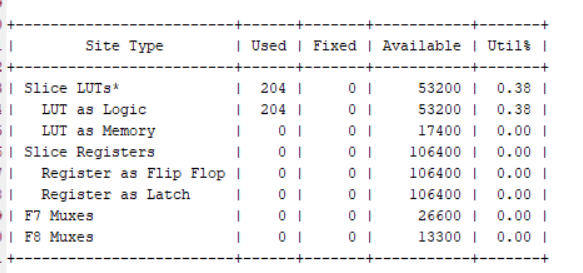 +----------------------------+------+-------+-----------+-------+
|          Site Type         | Used | Fixed | Available | Util% |
+----------------------------+------+-------+-----------+-------+
| Slice LUTs*                |  204 |     0 |     53200 |  0.38 |
|   LUT as Logic             |  204 |     0 |     53200 |  0.38 |
|   LUT as Memory            |    0 |     0 |     17400 |  0.00 |
| Slice Registers            |    0 |     0 |    106400 |  0.00 |
|   Register as Flip Flop    |    0 |     0 |    106400 |  0.00 |
|   Register as Latch        |    0 |     0 |    106400 |  0.00 |
| F7 Muxes                   |    0 |     0 |     26600 |  0.00 |
| F8 Muxes                   |    0 |     0 |     13300 |  0.00 |
+----------------------------+------+-------+-----------+-------+